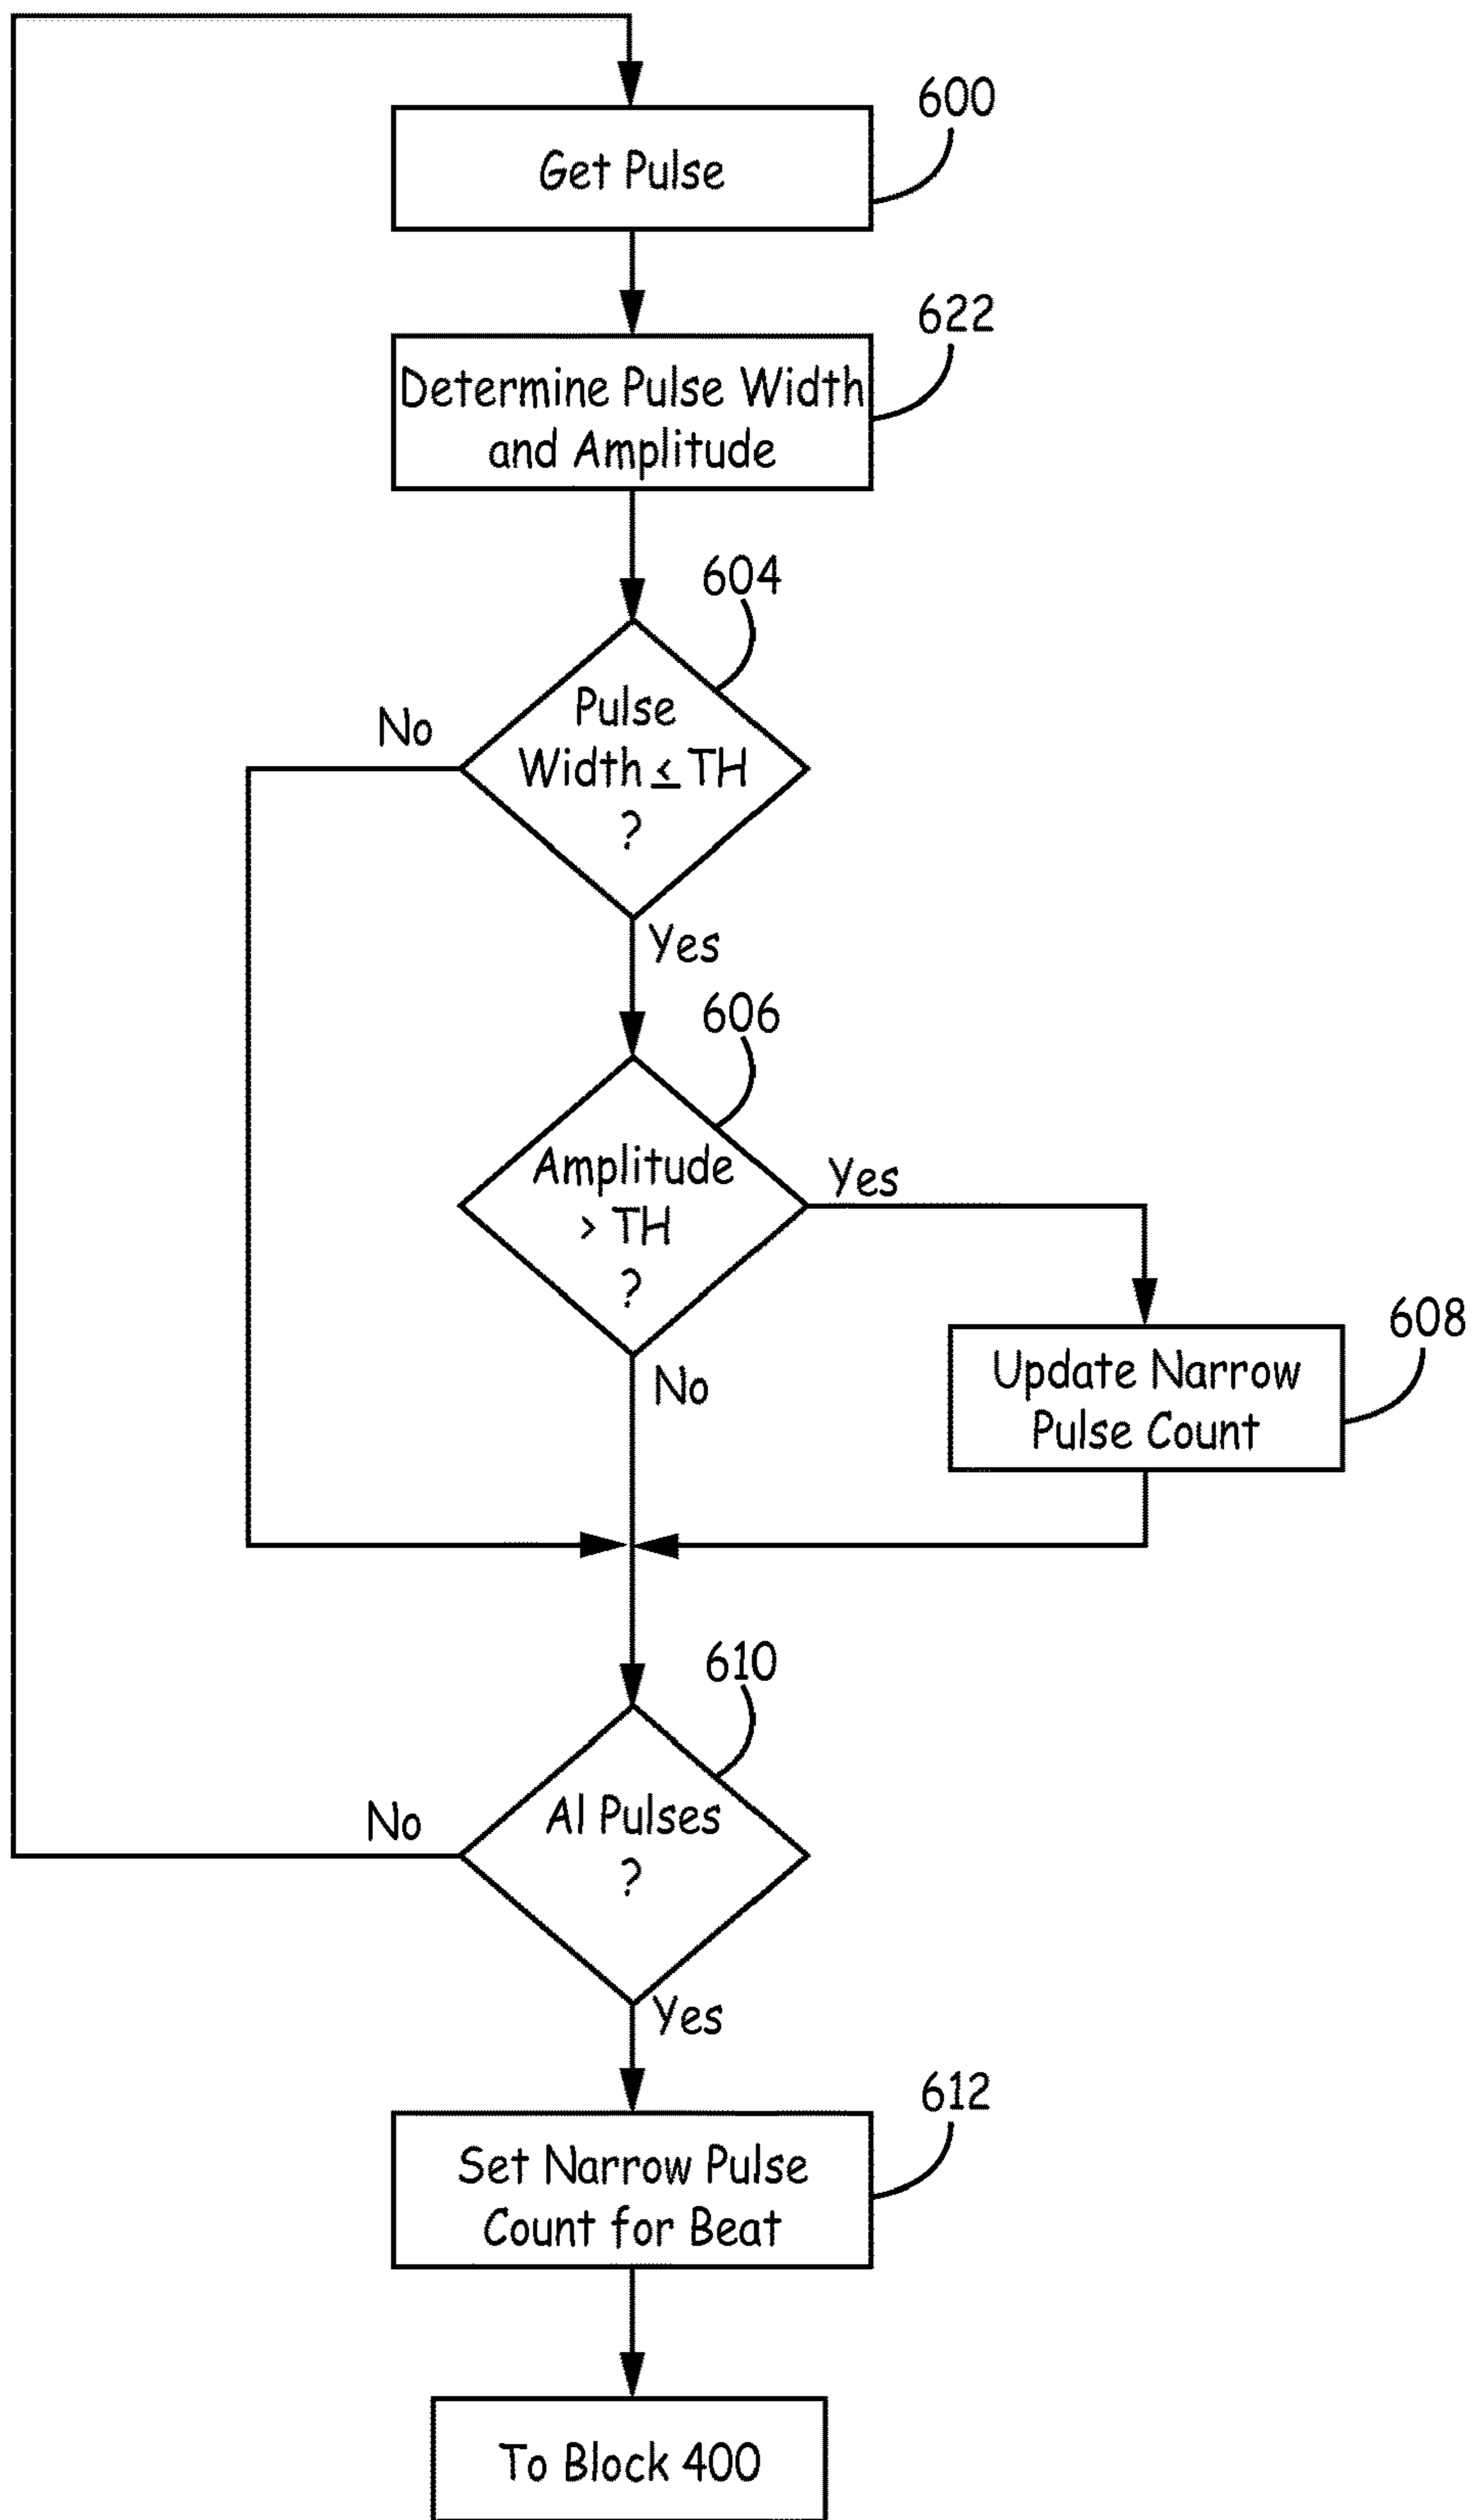 600
Get Pulse
622
Determine Pulse Width
and Amplitude
604
Pulse
Width ≤ TH
?
No
Yes
606
Amplitude
> TH
?
Yes
No
608
Update Narrow
Pulse Count
610
Al Pulses
?
No
Yes
612
Set Narrow Pulse
Count for Beat
To Block 400